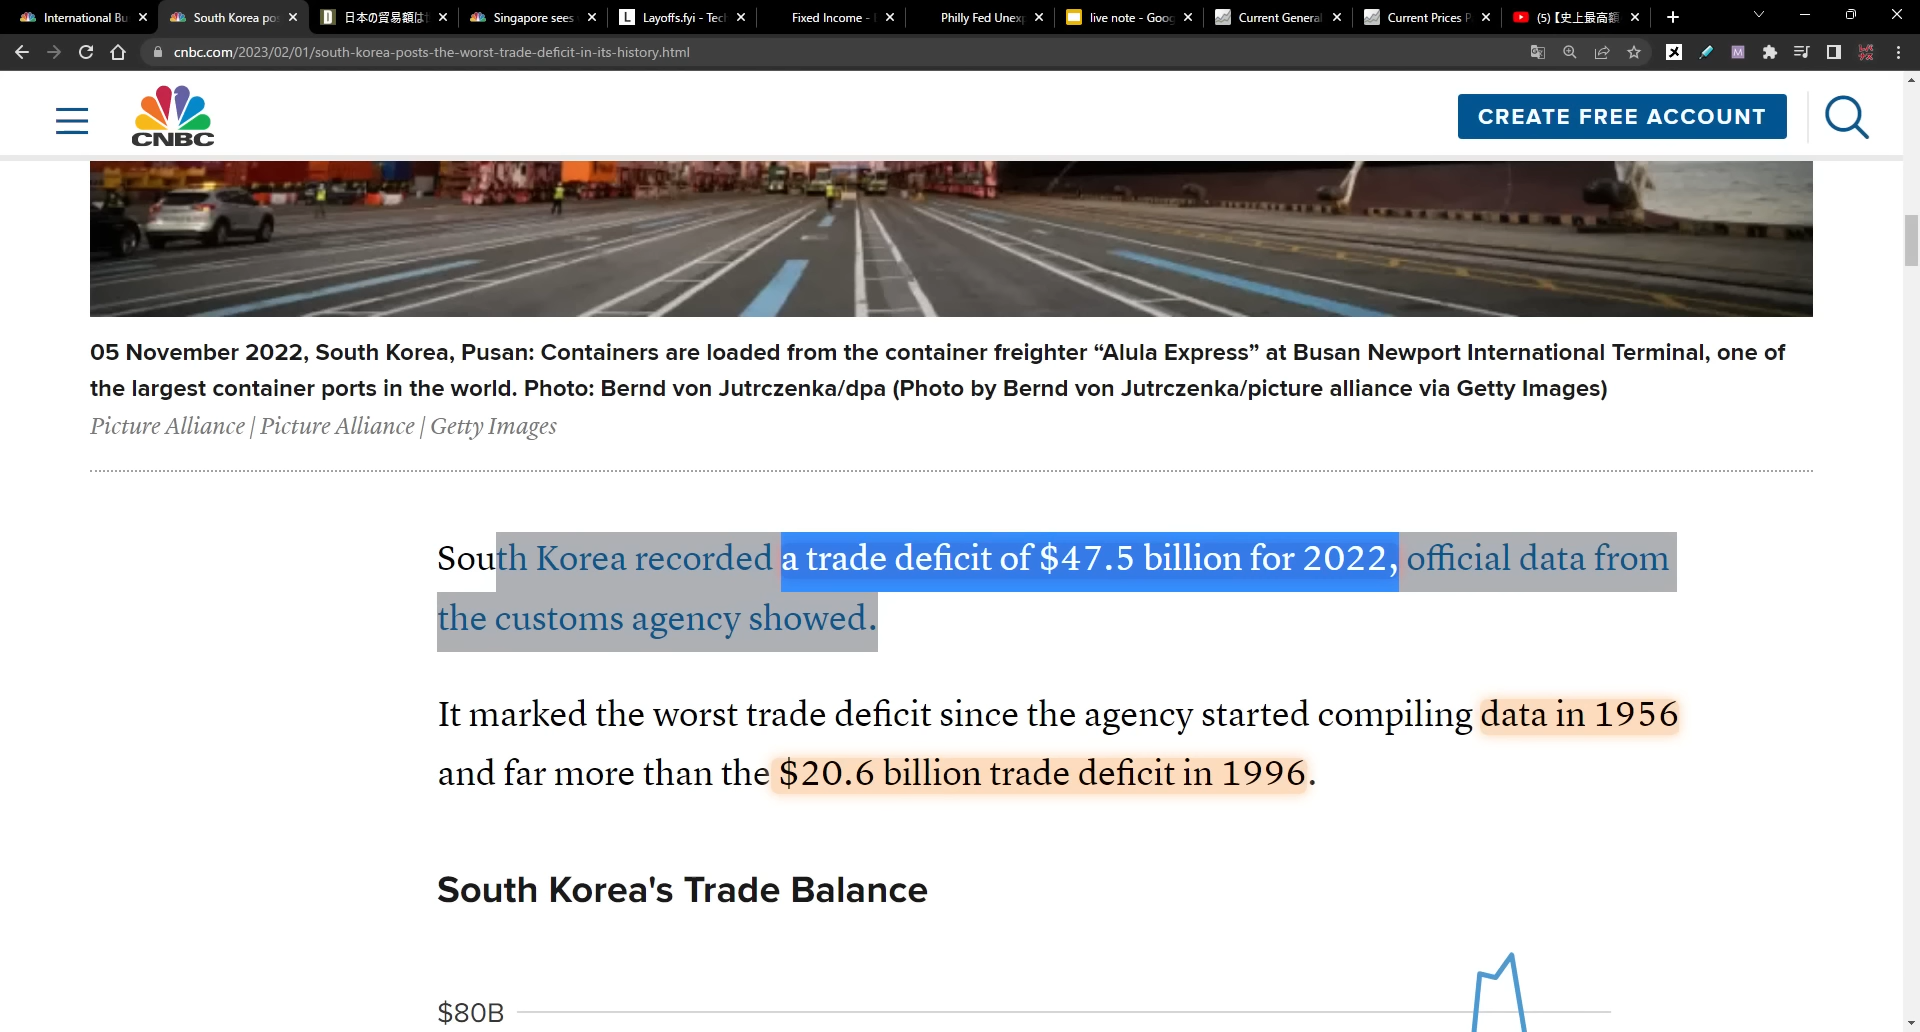 International Bu
South Korea po
日本の貿易額は
Singapore sees
Layoffs.fyi - Tec
Fixed Income -
Philly Fed Unex
live note - Goog
Current General
Current Prices P
(5)【史上最高額
cnbc.com/2023/02/01/south-korea-posts-the-worst-trade-deficit-in-its-history.html
CNBC
CREATE FREE ACCOUNT
05 November 2022, South Korea, Pusan: Containers are loaded from the container freighter “Alula Express” at Busan Newport International Terminal, one of
the largest container ports in the world. Photo: Bernd von Jutrczenka/dpa (Photo by Bernd von Jutrczenka/picture alliance via Getty Images)
Picture Alliance | Picture Alliance | Getty Images
South Korea recorded a trade deficit of $47.5 billion for 2022, official data from
the customs agency showed.
It marked the worst trade deficit since the agency started compiling data in 1956
and far more than the $20.6 billion trade deficit in 1996.
South Korea's Trade Balance
$80B